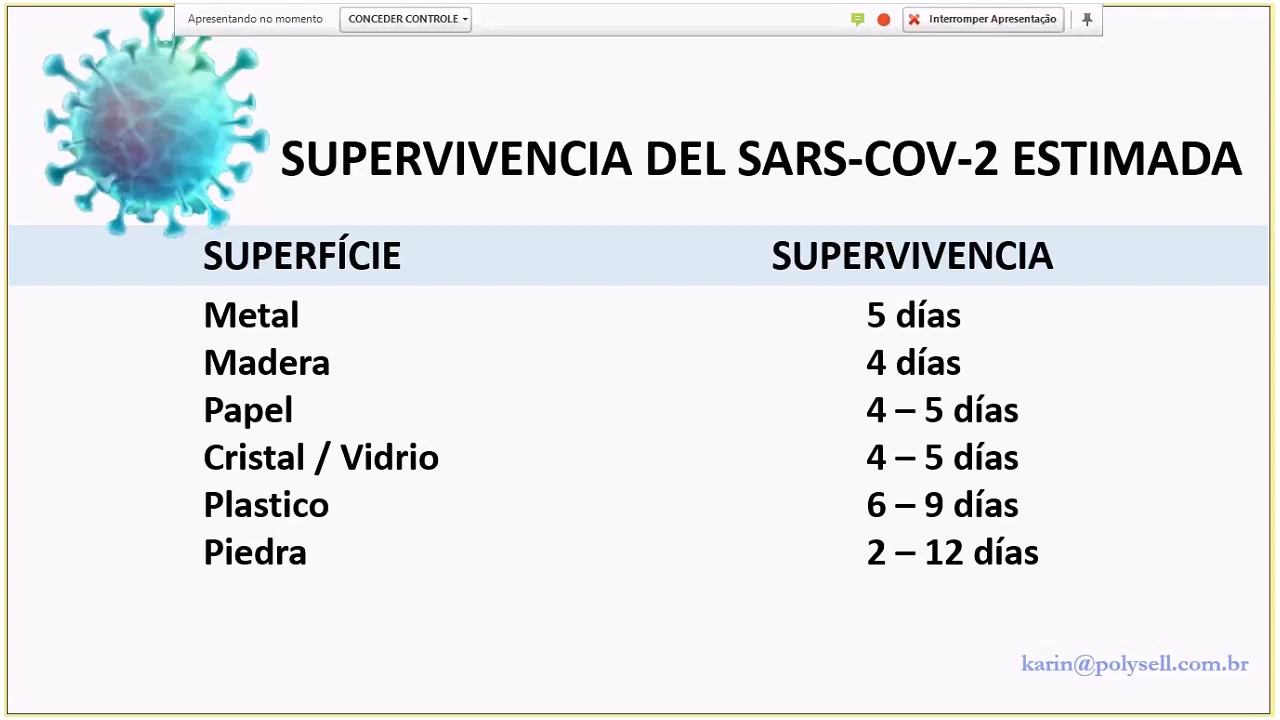 Apresentando no momento CONCEDER CONTROLE Interromper Apresentação
SUPERVIVENCIA DEL SARS-COV-2 ESTIMADA
SUPERFÍCIE SUPERVIVENCIA
Metal 5 días
Madera 4 días
Papel 4 – 5 días
Cristal / Vidrio 4 – 5 días
Plastico 6 – 9 días
Piedra 2 – 12 días
karin@polysell.com.br